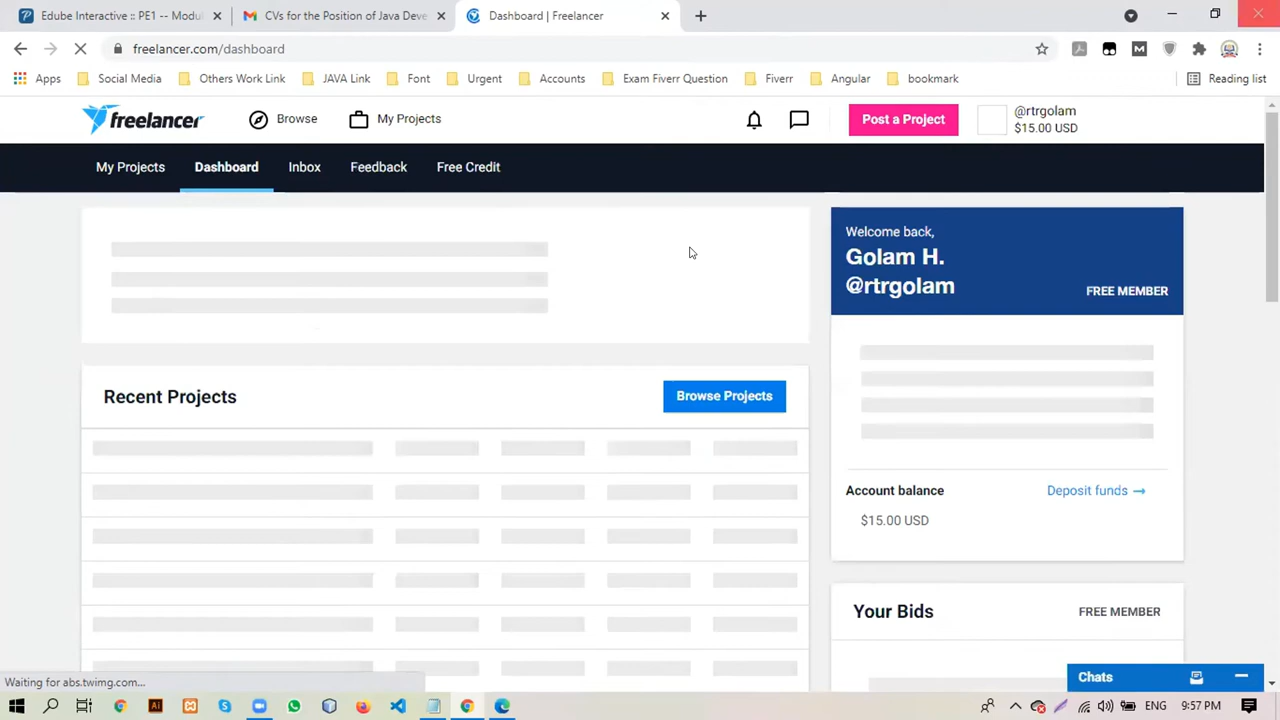 Edube Interactive :: PE1 -- Modul
CVs for the Position of Java Deve
Dashboard | Freelancer
freelancer.com/dashboard
Apps
Social Media
Others Work Link
JAVA Link
Font
Urgent
Accounts
Exam Fiverr Question
Fiverr
Angular
bookmark
Reading list
freelancer
Browse
My Projects
Post a Project
@rtrgolam
$15.00 USD
My Projects
Dashboard
Inbox
Feedback
Free Credit
Welcome back,
Golam H.
@rtrgolam
FREE MEMBER
Recent Projects
Browse Projects
Account balance
Deposit funds →
$15.00 USD
Your Bids
FREE MEMBER
Chats
Waiting for abs.twimg.com...
ENG
9:57 PM